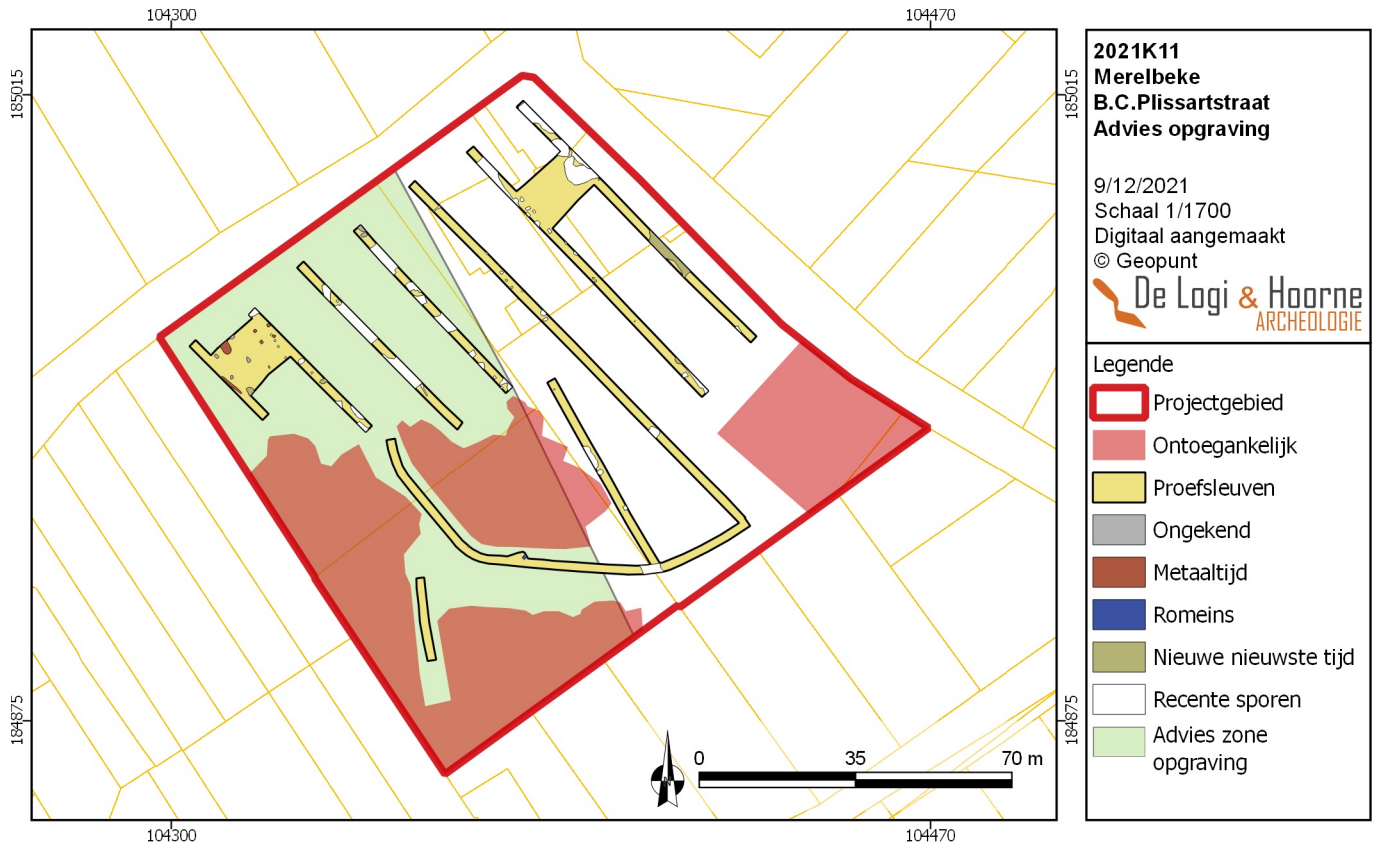 104300
104470
185015
185015
184875
184875
N
0
35
70 m
104300
104470
2021K11
Merelbeke
B.C.Plissartstraat
Advies opgraving
9/12/2021
Schaal 1/1700
Digitaal aangemaakt
© Geopunt
De Logi & Hoorne
ARCHEOLOGIE
Legende
Projectgebied
Ontoegankelijk
Proefsleuven
Ongekend
Metaaltijd
Romeins
Nieuwe nieuwste tijd
Recente sporen
Advies zone
opgraving